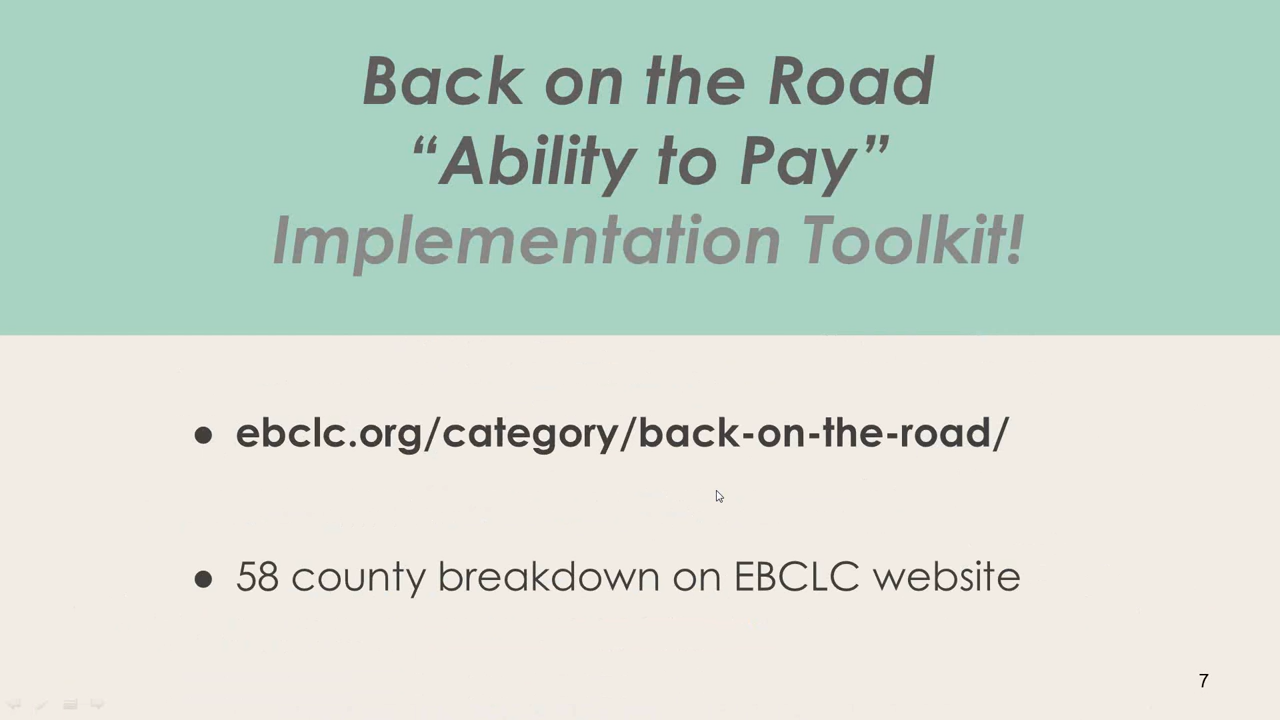 Back on the Road
“Ability to Pay”
Implementation Toolkit!
● ebclc.org/category/back-on-the-road/
● 58 county breakdown on EBCLC website
7